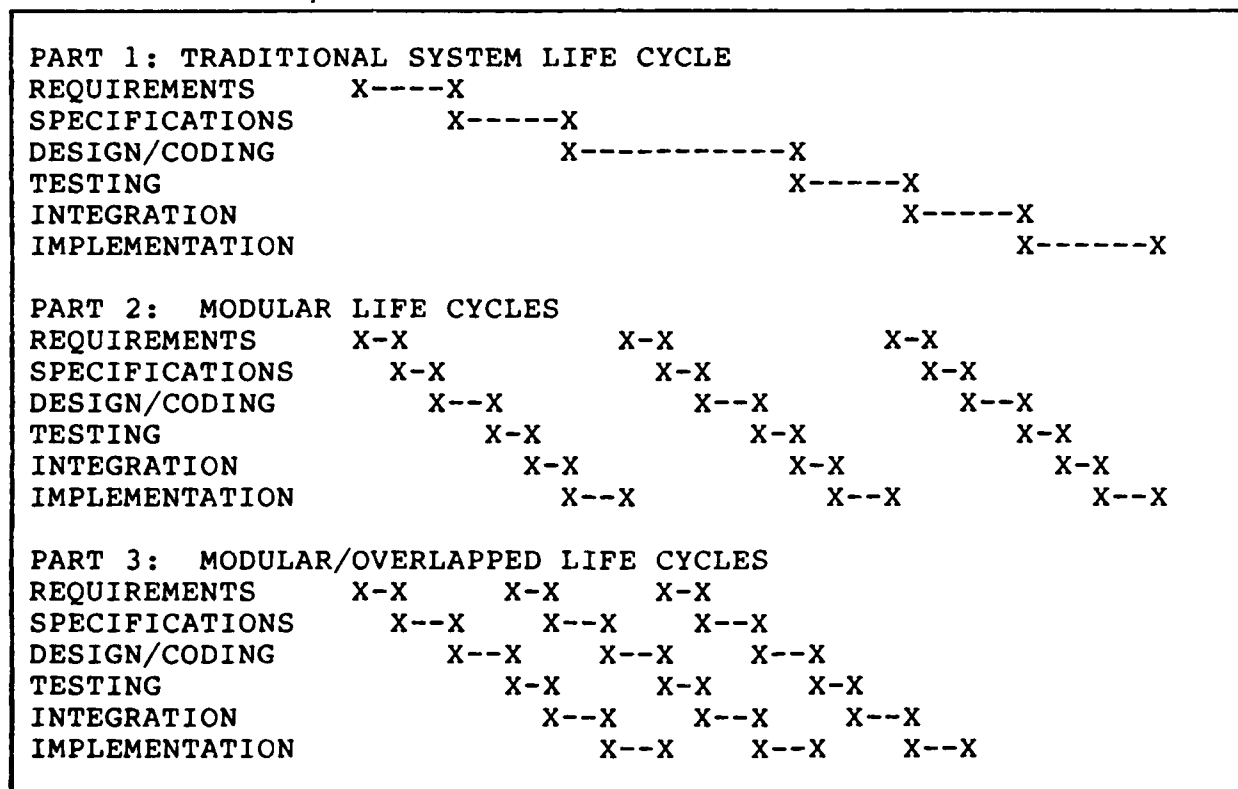 PART 1: TRADITIONAL SYSTEM LIFE CYCLE
REQUIREMENTS      X----X
SPECIFICATIONS         X-----X
DESIGN/CODING                X-----------X
TESTING                                  X-----X
INTEGRATION                                    X-----X
IMPLEMENTATION                                       X------X
PART 2:  MODULAR LIFE CYCLES
REQUIREMENTS      X-X            X-X            X-X
SPECIFICATIONS      X-X            X-X            X-X
DESIGN/CODING         X--X           X--X           X--X
TESTING                  X-X            X-X            X-X
INTEGRATION                X-X            X-X            X-X
IMPLEMENTATION               X--X           X--X           X--X
PART 3:  MODULAR/OVERLAPPED LIFE CYCLES
REQUIREMENTS      X-X     X-X     X-X
SPECIFICATIONS      X--X    X--X    X--X
DESIGN/CODING          X--X    X--X    X--X
TESTING                   X-X     X-X     X-X
INTEGRATION                 X--X    X--X    X--X
IMPLEMENTATION                 X--X    X--X    X--X